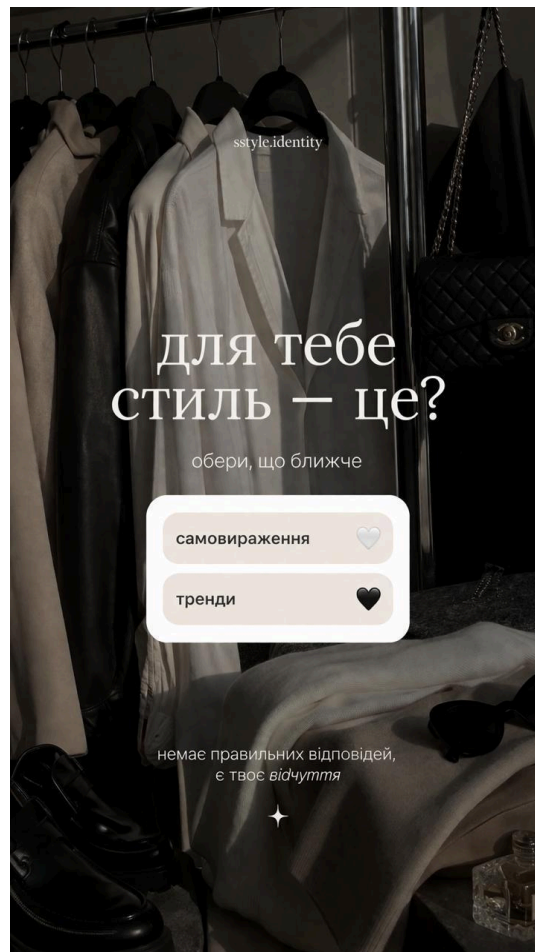 sstyle.identity
для тебе
стиль — це?
обери, що ближче
самовираження 🤍
тренди 🖤
немає правильних відповідей,
є твоє відчуття